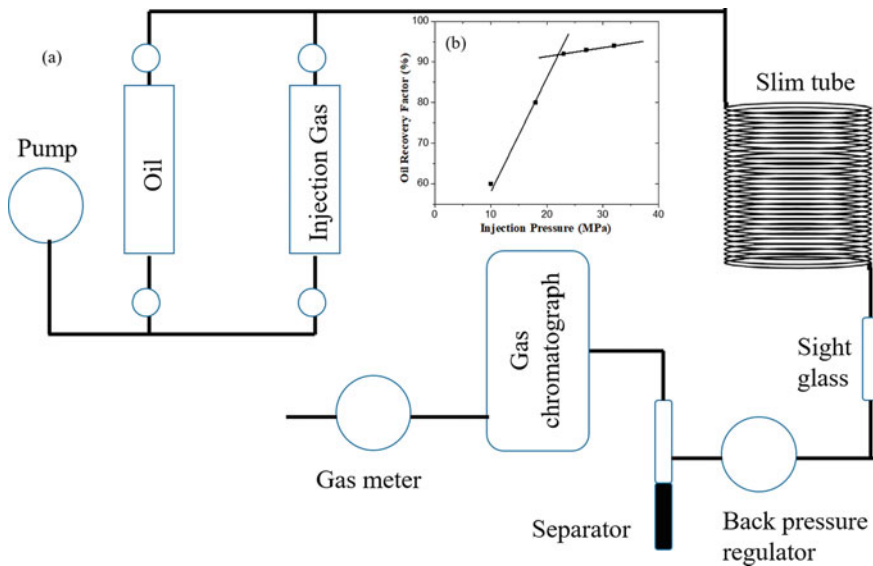 (a)
Pump
Oil
Injection Gas
(b)
Oil Recovery Factor (%)
100
90
80
70
60
0
10
20
30
40
Injection Pressure (MPa)
Slim tube
Sight
glass
Gas
chromatograph
Gas meter
Separator
Back pressure
regulator